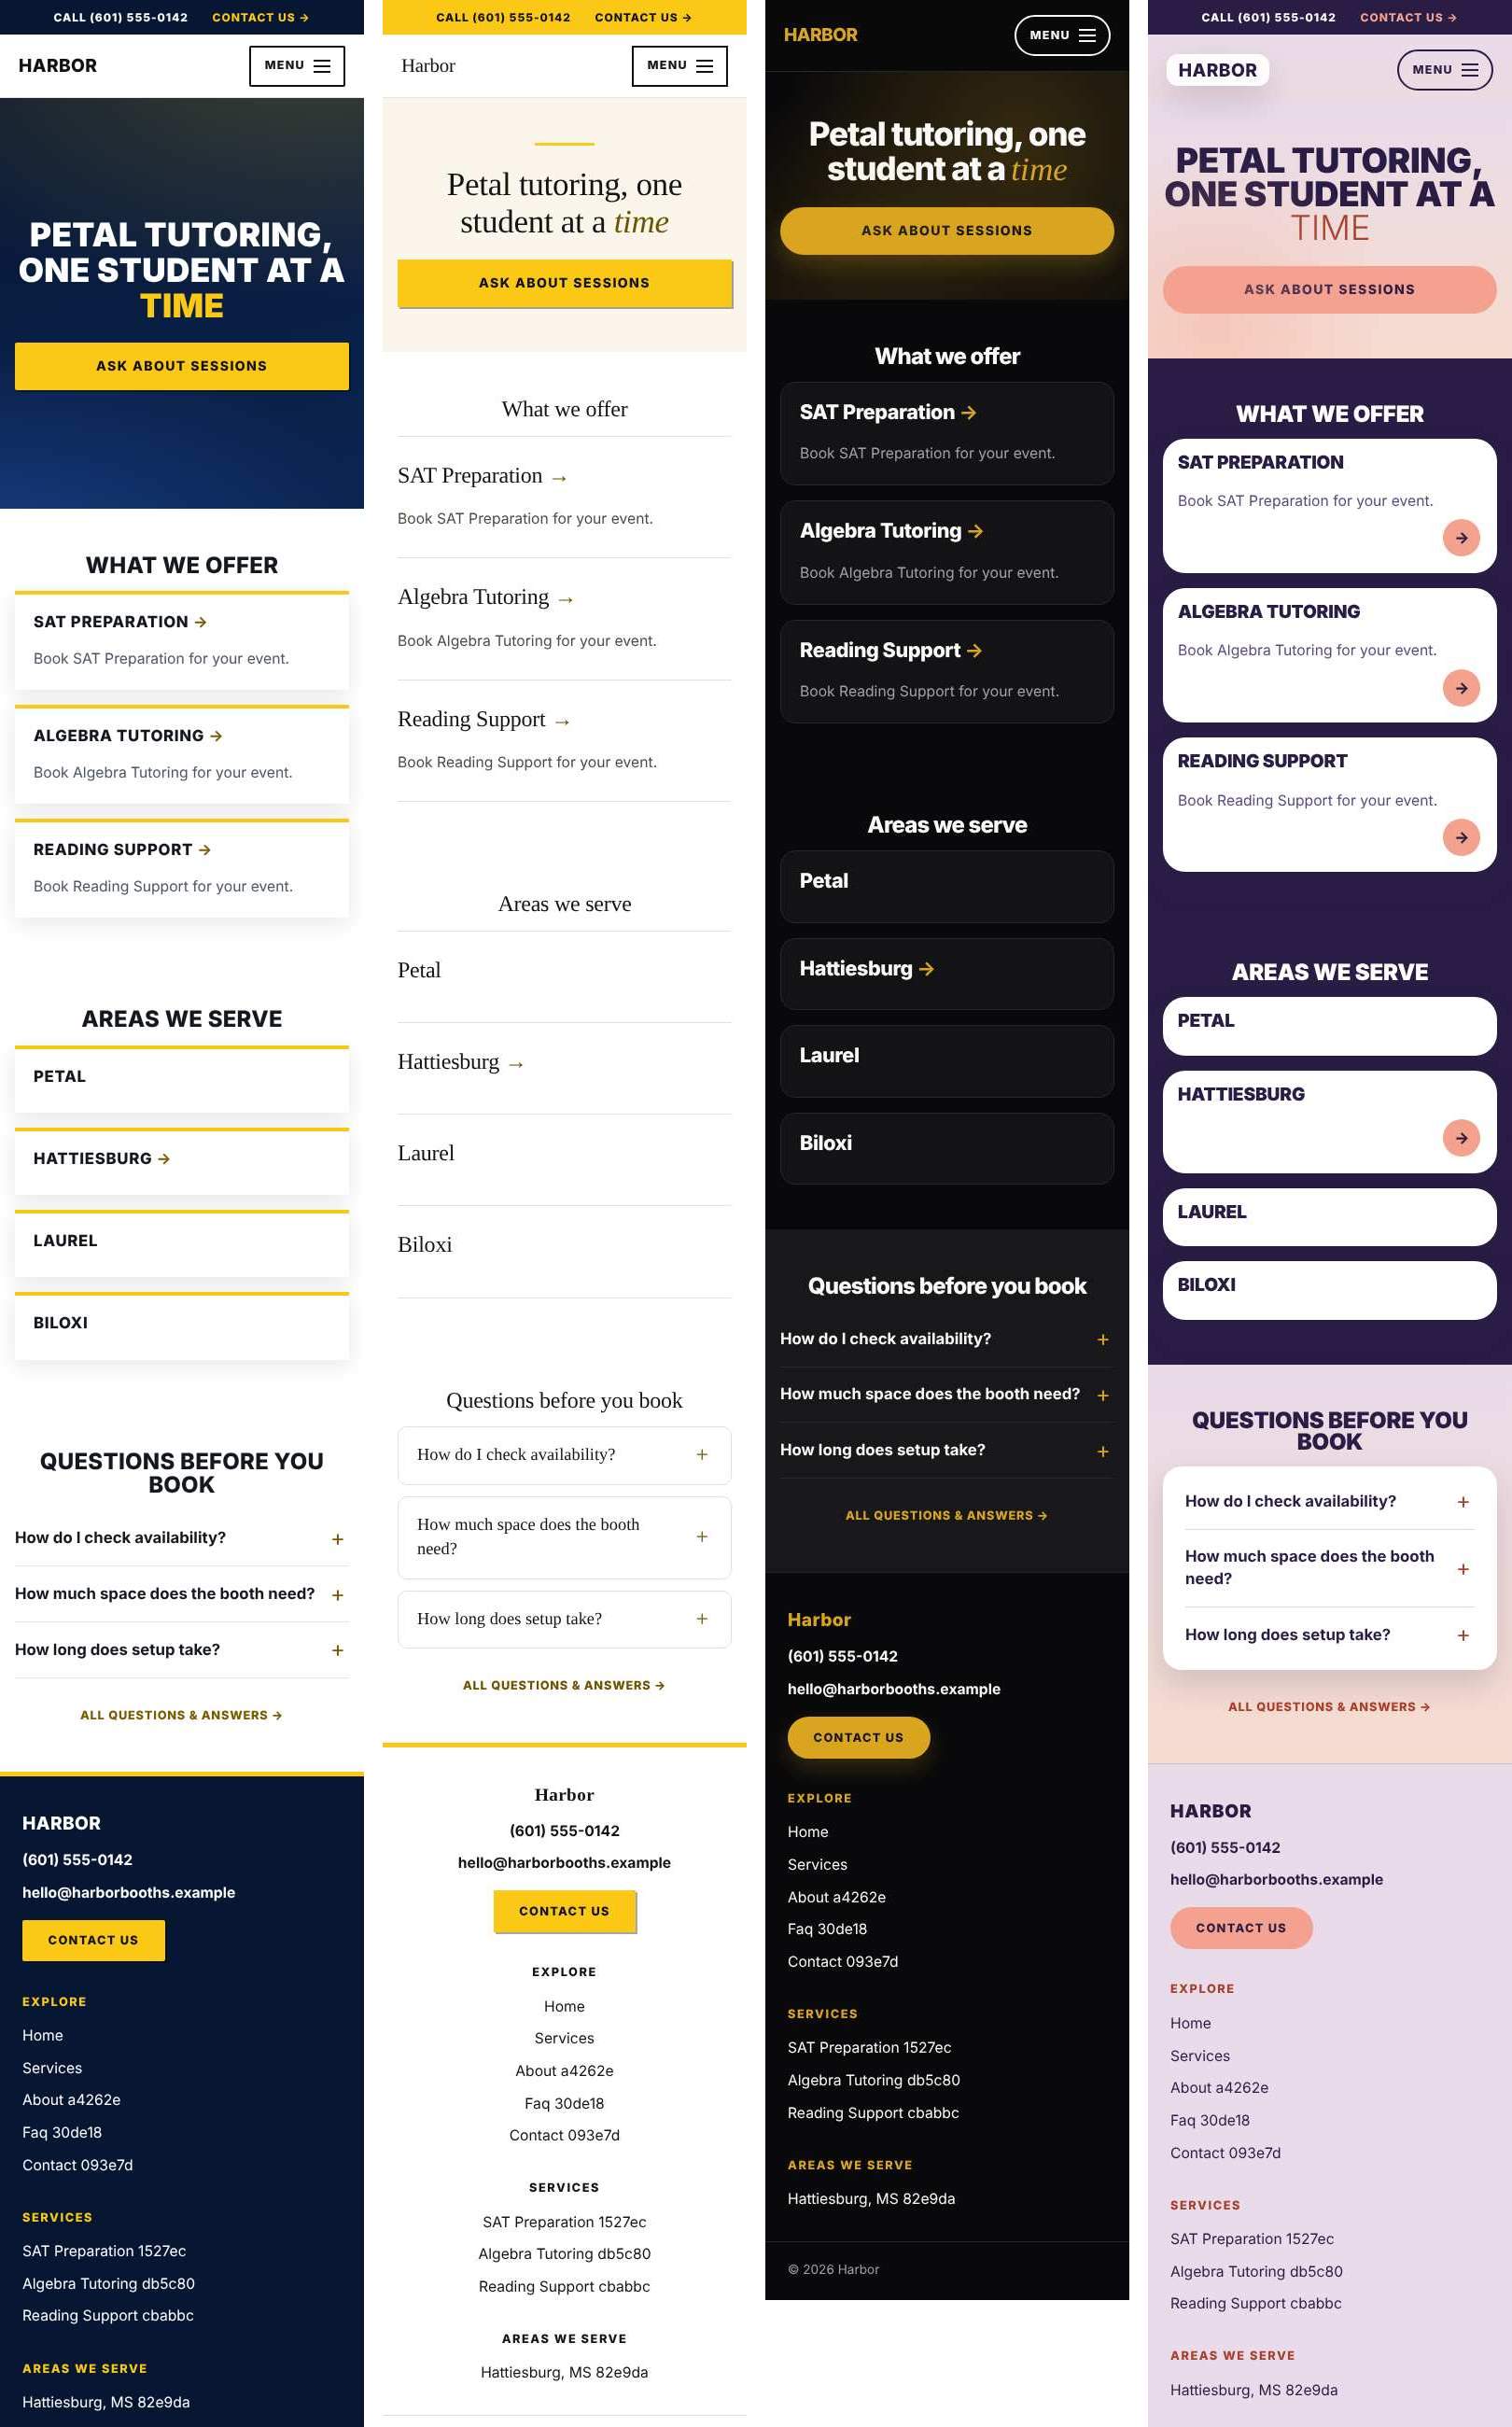 CALL (601) 555-0142 CONTACT US →
HARBOR
MENU
PETAL TUTORING,
ONE STUDENT AT A
TIME
ASK ABOUT SESSIONS
WHAT WE OFFER
SAT PREPARATION →
Book SAT Preparation for your event.
ALGEBRA TUTORING →
Book Algebra Tutoring for your event.
READING SUPPORT →
Book Reading Support for your event.
AREAS WE SERVE
PETAL
HATTIESBURG →
LAUREL
BILOXI
QUESTIONS BEFORE YOU
BOOK
How do I check availability? +
How much space does the booth need? +
How long does setup take? +
ALL QUESTIONS & ANSWERS →
HARBOR
(601) 555-0142
hello@harborbooths.example
CONTACT US
EXPLORE
Home
Services
About a4262e
Faq 30de18
Contact 093e7d
SERVICES
SAT Preparation 1527ec
Algebra Tutoring db5c80
Reading Support cbabbc
AREAS WE SERVE
Hattiesburg, MS 82e9da
CALL (601) 555-0142 CONTACT US →
Harbor
MENU
Petal tutoring, one
student at a time
ASK ABOUT SESSIONS
What we offer
SAT Preparation →
Book SAT Preparation for your event.
Algebra Tutoring →
Book Algebra Tutoring for your event.
Reading Support →
Book Reading Support for your event.
Areas we serve
Petal
Hattiesburg →
Laurel
Biloxi
Questions before you book
How do I check availability? +
How much space does the booth
need? +
How long does setup take? +
ALL QUESTIONS & ANSWERS →
Harbor
(601) 555-0142
hello@harborbooths.example
CONTACT US
EXPLORE
Home
Services
About a4262e
Faq 30de18
Contact 093e7d
SERVICES
SAT Preparation 1527ec
Algebra Tutoring db5c80
Reading Support cbabbc
AREAS WE SERVE
Hattiesburg, MS 82e9da
HARBOR
MENU
Petal tutoring, one
student at a time
ASK ABOUT SESSIONS
What we offer
SAT Preparation →
Book SAT Preparation for your event.
Algebra Tutoring →
Book Algebra Tutoring for your event.
Reading Support →
Book Reading Support for your event.
Areas we serve
Petal
Hattiesburg →
Laurel
Biloxi
Questions before you book
How do I check availability? +
How much space does the booth need? +
How long does setup take? +
ALL QUESTIONS & ANSWERS →
Harbor
(601) 555-0142
hello@harborbooths.example
CONTACT US
EXPLORE
Home
Services
About a4262e
Faq 30de18
Contact 093e7d
SERVICES
SAT Preparation 1527ec
Algebra Tutoring db5c80
Reading Support cbabbc
AREAS WE SERVE
Hattiesburg, MS 82e9da
© 2026 Harbor
CALL (601) 555-0142 CONTACT US →
HARBOR
MENU
PETAL TUTORING,
ONE STUDENT AT A
TIME
ASK ABOUT SESSIONS
WHAT WE OFFER
SAT PREPARATION
Book SAT Preparation for your event.
→
ALGEBRA TUTORING
Book Algebra Tutoring for your event.
→
READING SUPPORT
Book Reading Support for your event.
→
AREAS WE SERVE
PETAL
HATTIESBURG
→
LAUREL
BILOXI
QUESTIONS BEFORE YOU
BOOK
How do I check availability? +
How much space does the booth
need? +
How long does setup take? +
ALL QUESTIONS & ANSWERS →
HARBOR
(601) 555-0142
hello@harborbooths.example
CONTACT US
EXPLORE
Home
Services
About a4262e
Faq 30de18
Contact 093e7d
SERVICES
SAT Preparation 1527ec
Algebra Tutoring db5c80
Reading Support cbabbc
AREAS WE SERVE
Hattiesburg, MS 82e9da